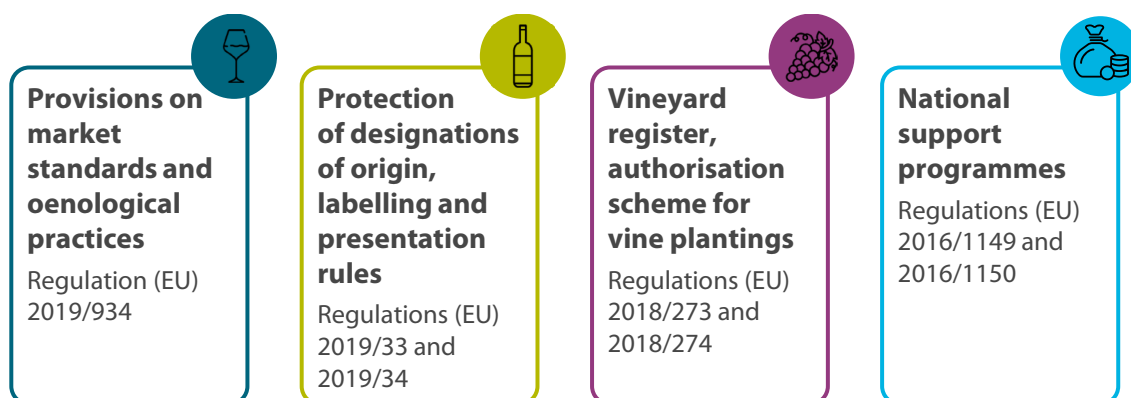 Provisions on
market
standards and
oenological
practices
Regulation (EU)
2019/934
Protection
of designations
of origin,
labelling and
presentation
rules
Regulations (EU)
2019/33 and
2019/34
Vineyard
register,
authorisation
scheme for
vine plantings
Regulations (EU)
2018/273 and
2018/274
National
support
programmes
Regulations (EU)
2016/1149 and
2016/1150